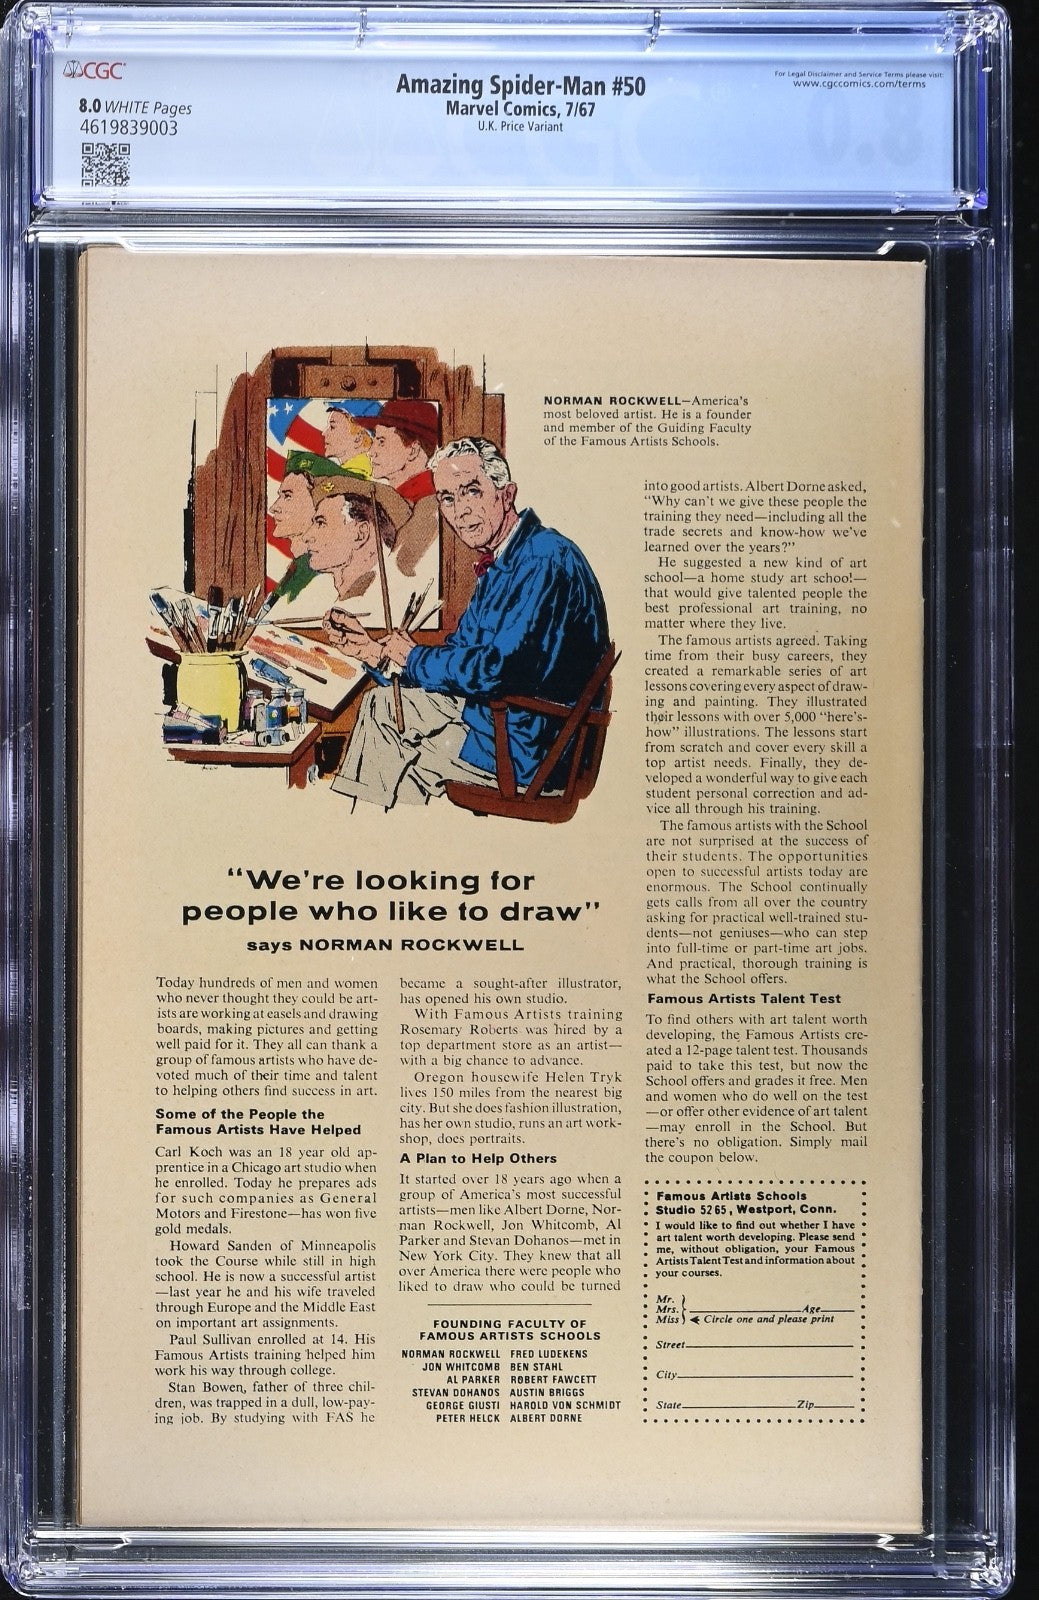 CGC
8.0 WHITE Pages
4619839003
Amazing Spider-Man #50
Marvel Comics, 7/67
U.K. Price Variant
For Legal Disclaimer and Service Terms please visit:
www.cgccomics.com/terms
NORMAN ROCKWELL—America's
most beloved artist. He is a founder
and member of the Guiding Faculty
of the Famous Artists Schools.
"We're looking for
people who like to draw"
says NORMAN ROCKWELL
Today hundreds of men and women
who never thought they could be art-
ists are working at easels and drawing
boards, making pictures and getting
well paid for it. They all can thank a
group of famous artists who have de-
voted much of their time and talent
to helping others find success in art.
Some of the People the
Famous Artists Have Helped
Carl Koch was an 18 year old ap-
prentice in a Chicago art studio when
he enrolled. Today he prepares ads
for such companies as General
Motors and Firestone—has won five
gold medals.
Howard Sanden of Minneapolis
took the Course while still in high
school. He is now a successful artist
—last year he and his wife traveled
through Europe and the Middle East
on important art assignments.
Paul Sullivan enrolled at 14. His
Famous Artists training helped him
work his way through college.
Stan Bowen, father of three chil-
dren, was trapped in a dull, low-pay-
ing job. By studying with FAS he
became a sought-after illustrator,
has opened his own studio.
With Famous Artists training
Rosemary Roberts was hired by a
top department store as an artist—
with a big chance to advance.
Oregon housewife Helen Tryk
lives 150 miles from the nearest big
city. But she does fashion illustration,
has her own studio, runs an art work-
shop, does portraits.
A Plan to Help Others
It started over 18 years ago when a
group of America's most successful
artists—men like Albert Dorne, Nor-
man Rockwell, Jon Whitcomb, Al
Parker and Stevan Dohanos—met in
New York City. They knew that all
over America there were people who
liked to draw who could be turned
FOUNDING FACULTY OF
FAMOUS ARTISTS SCHOOLS
NORMAN ROCKWELL FRED LUDEKENS
JON WHITCOMB BEN STAHL
AL PARKER ROBERT FAWCETT
STEVAN DOHANOS AUSTIN BRIGGS
GEORGE GIUSTI HAROLD VON SCHMIDT
PETER HELCK ALBERT DORNE
into good artists. Albert Dorne asked,
"Why can't we give these people the
training they need—including all the
trade secrets and know-how we've
learned over the years?"
He suggested a new kind of art
school—a home study art school—
that would give talented people the
best professional art training, no
matter where they live.
The famous artists agreed. Taking
time from their busy careers, they
created a remarkable series of art
lessons covering every aspect of draw-
ing and painting. They illustrated
their lessons with over 5,000 "here's-
how" illustrations. The lessons start
from scratch and cover every skill a
top artist needs. Finally, they de-
veloped a wonderful way to give each
student personal correction and ad-
vice all through his training.
The famous artists with the School
are not surprised at the success of
their students. The opportunities
open to successful artists today are
enormous. The School continually
gets calls from all over the country
asking for practical well-trained stu-
dents—not geniuses—who can step
into full-time or part-time art jobs.
And practical, thorough training is
what the School offers.
Famous Artists Talent Test
To find others with art talent worth
developing, the Famous Artists cre-
ated a 12-page talent test. Thousands
paid to take this test, but now the
School offers and grades it free. Men
and women who do well on the test
—or offer other evidence of art talent
—may enroll in the School. But
there's no obligation. Simply mail
the coupon below.
Famous Artists Schools
Studio 5265, Westport, Conn.
I would like to find out whether I have
art talent worth developing. Please send
me, without obligation, your Famous
Artists Talent Test and information about
your courses.
Mr.
Mrs. Age
Miss Circle one and please print
Street
City
State Zip